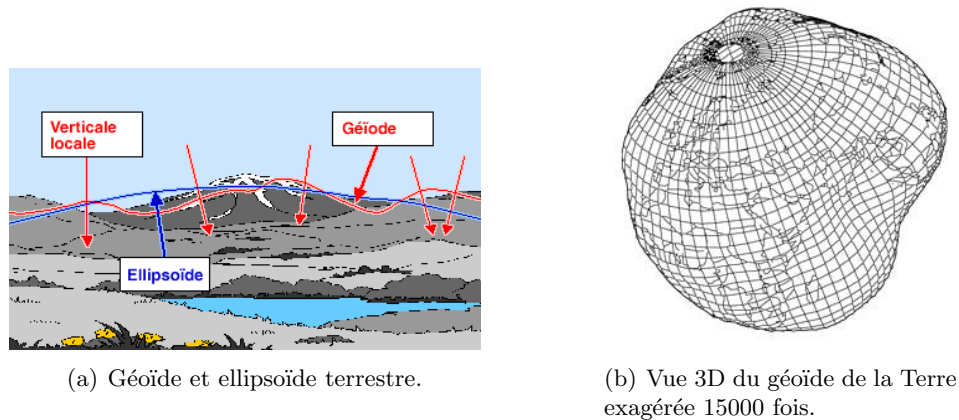 Verticale
locale
Géïode
Ellipsoïde
(a) Géoïde et ellipsoïde terrestre.
(b) Vue 3D du géoïde de la Terre
exagérée 15000 fois.